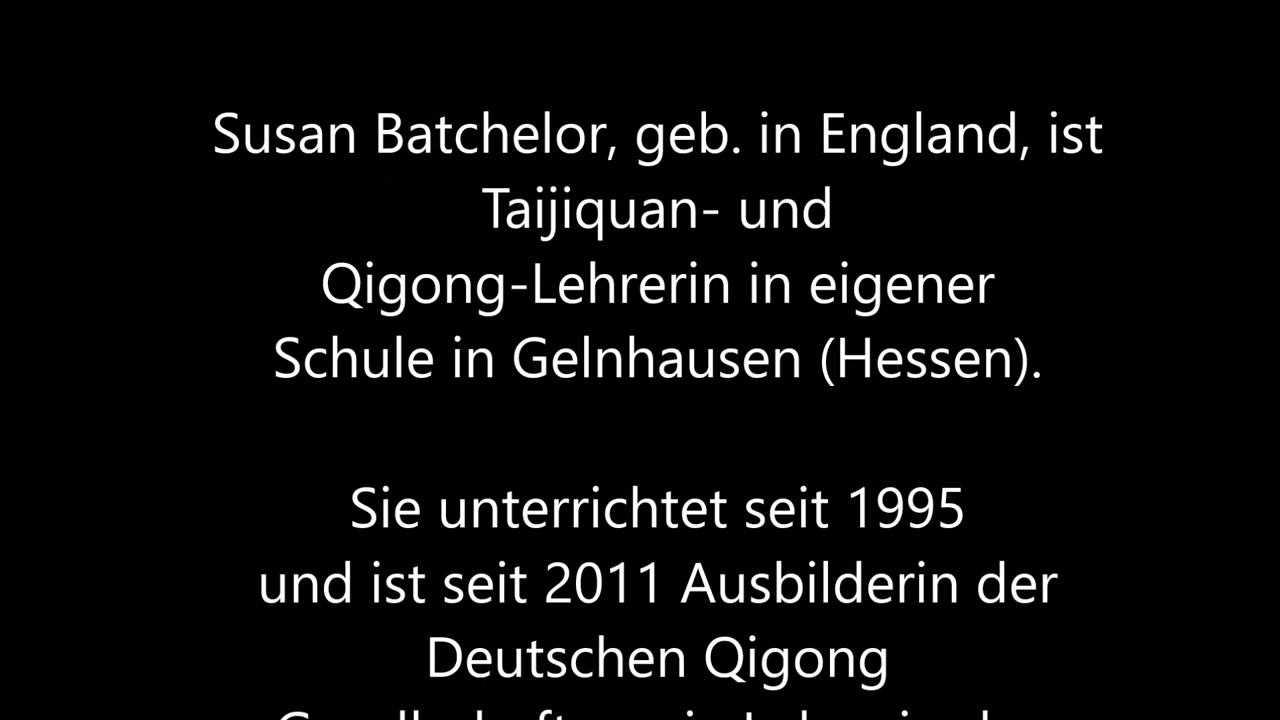 Susan Batchelor, geb. in England, ist
Taijiquan- und
Qigong-Lehrerin in eigener
Schule in Gelnhausen (Hessen).
Sie unterrichtet seit 1995
und ist seit 2011 Ausbilderin der
Deutschen Qigong